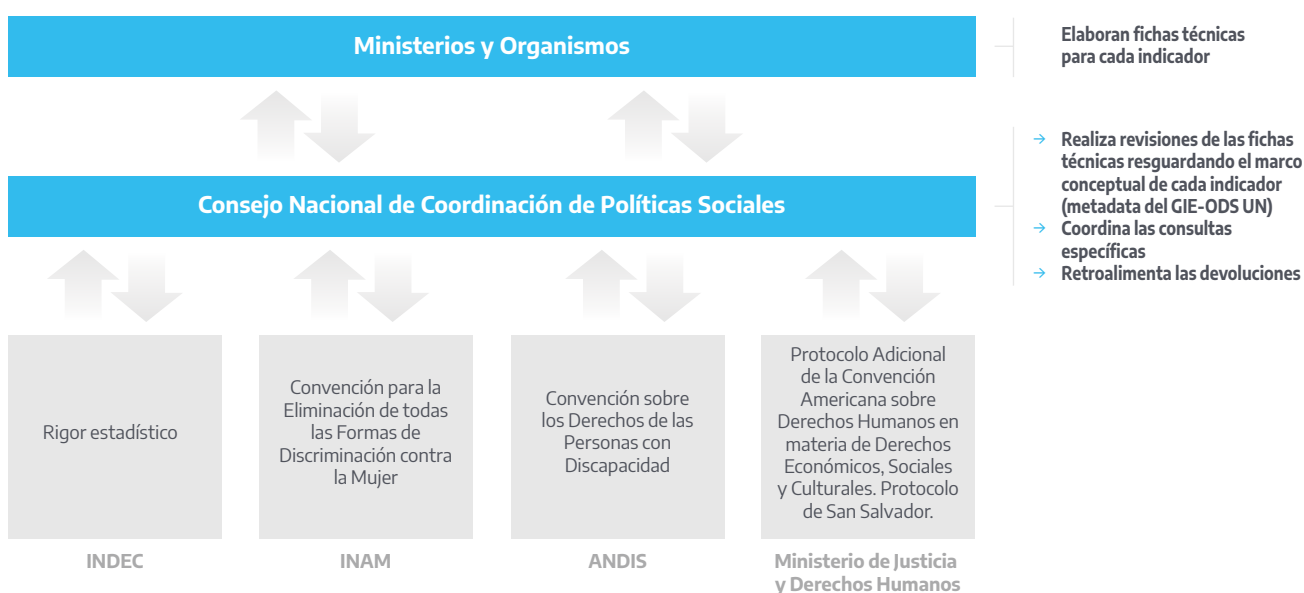 Ministerios y Organismos
Elaboran fichas técnicas
para cada indicador
Consejo Nacional de Coordinación de Políticas Sociales
→ Realiza revisiones de las fichas
técnicas resguardando el marco
conceptual de cada indicador
(metadata del GIE-ODS UN)
→ Coordina las consultas
específicas
→ Retroalimenta las devoluciones
Rigor estadístico
INDEC
Convención para la
Eliminación de todas
las Formas de
Discriminación contra
la Mujer
INAM
Convención sobre
los Derechos de las
Personas con
Discapacidad
ANDIS
Protocolo Adicional
de la Convención
Americana sobre
Derechos Humanos en
materia de Derechos
Económicos, Sociales
y Culturales. Protocolo
de San Salvador.
Ministerio de Justicia
y Derechos Humanos